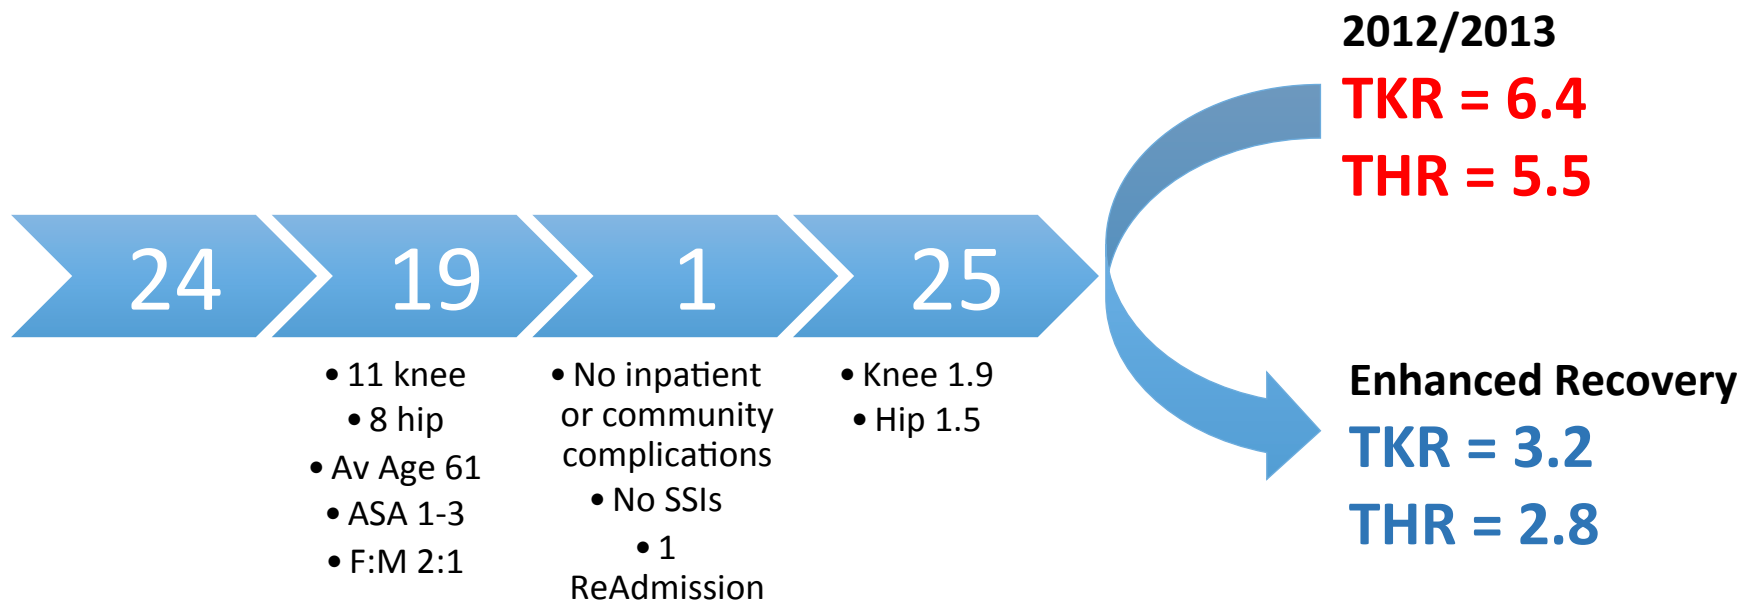 24
19
1
25
• 11 knee
• 8 hip
• Av Age 61
• ASA 1-3
• F:M 2:1
• No inpatient
or community
complications
• No SSIs
• 1
ReAdmission
• Knee 1.9
• Hip 1.5
2012/2013
TKR = 6.4
THR = 5.5
Enhanced Recovery
TKR = 3.2
THR = 2.8